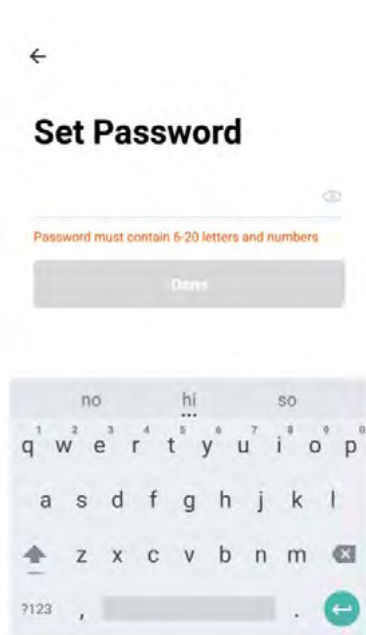 Set Password
Password must contain 6-20 letters and numbers
Done
no hi so
1 2 3 4 5 6 7 8 9 0
q w e r t y u i o p
a s d f g h j k l
z x c v b n m
?123 , .